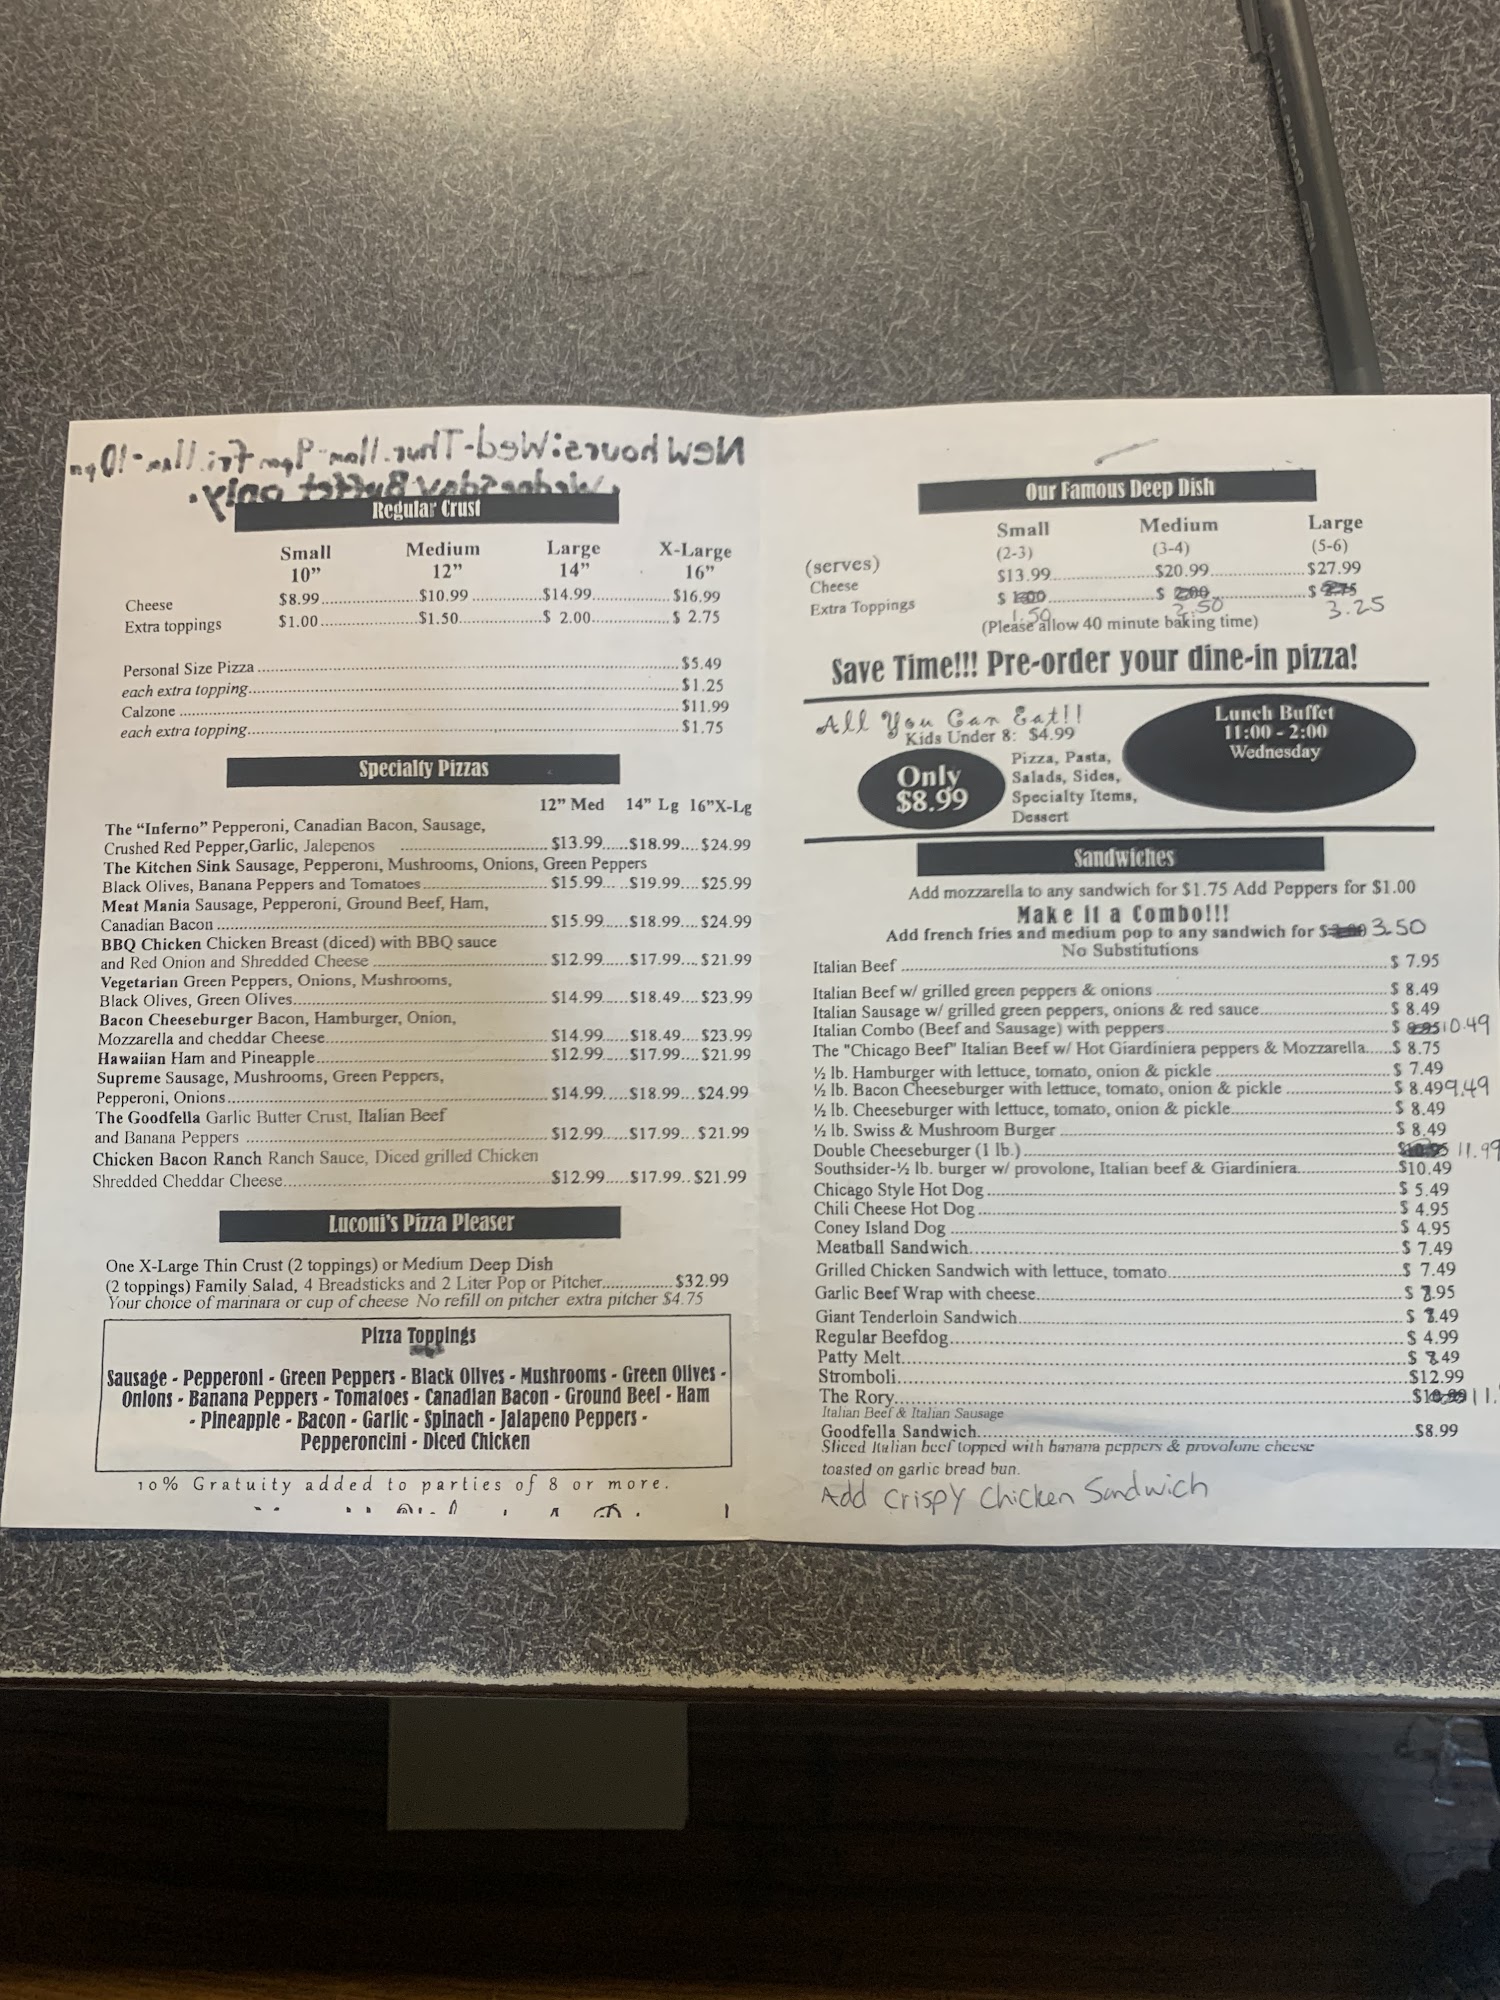 New hours: Wed-Thur. 11am-9pm Fri. 11am-10pm
Wednesday Buffet only.
Regular Crust
Small Medium Large X-Large
10” 12” 14” 16”
Cheese $8.99 $10.99 $14.99 $16.99
Extra toppings $1.00 $1.50 $ 2.00 $ 2.75
Personal Size Pizza $5.49
each extra topping $1.25
Calzone $11.99
each extra topping $1.75
Specialty Pizzas
12” Med 14” Lg 16”X-Lg
The “Inferno” Pepperoni, Canadian Bacon, Sausage,
Crushed Red Pepper,Garlic, Jalepenos $13.99.....$18.99....$24.99
The Kitchen Sink Sausage, Pepperoni, Mushrooms, Onions, Green Peppers
Black Olives, Banana Peppers and Tomatoes $15.99.....$19.99....$25.99
Meat Mania Sausage, Pepperoni, Ground Beef, Ham,
Canadian Bacon $15.99.....$18.99....$24.99
BBQ Chicken Chicken Breast (diced) with BBQ sauce
and Red Onion and Shredded Cheese $12.99.....$17.99....$21.99
Vegetarian Green Peppers, Onions, Mushrooms,
Black Olives, Green Olives $14.99.....$18.49....$23.99
Bacon Cheeseburger Bacon, Hamburger, Onion,
Mozzarella and cheddar Cheese $14.99.....$18.49....$23.99
Hawaiian Ham and Pineapple $12.99.....$17.99....$21.99
Supreme Sausage, Mushrooms, Green Peppers,
Pepperoni, Onions $14.99.....$18.99...$24.99
The Goodfella Garlic Butter Crust, Italian Beef
and Banana Peppers $12.99.....$17.99...$21.99
Chicken Bacon Ranch Ranch Sauce, Diced grilled Chicken
Shredded Cheddar Cheese $12.99.....$17.99..$21.99
Luconi's Pizza Pleaser
One X-Large Thin Crust (2 toppings) or Medium Deep Dish
(2 toppings) Family Salad, 4 Breadsticks and 2 Liter Pop or Pitcher $32.99
Your choice of marinara or cup of cheese No refill on pitcher extra pitcher $4.75
Pizza Toppings
Sausage - Pepperoni - Green Peppers - Black Olives - Mushrooms - Green Olives -
Onions - Banana Peppers - Tomatoes - Canadian Bacon - Ground Beef - Ham
- Pineapple - Bacon - Garlic - Spinach - Jalapeno Peppers -
Pepperoncini - Diced Chicken
10% Gratuity added to parties of 8 or more.
Our Famous Deep Dish
Small Medium Large
(serves) (2-3) (3-4) (5-6)
Cheese $13.99 $20.99 $27.99
Extra Toppings $ 1.00 $ 2.00 $ 2.75
1.50 2.50 3.25
(Please allow 40 minute baking time)
Save Time!!! Pre-order your dine-in pizza!
All You Can Eat!!
Kids Under 8: $4.99
Only
$8.99
Pizza, Pasta,
Salads, Sides,
Specialty Items,
Dessert
Lunch Buffet
11:00 - 2:00
Wednesday
Sandwiches
Add mozzarella to any sandwich for $1.75 Add Peppers for $1.00
Make it a Combo!!!
Add french fries and medium pop to any sandwich for $ 3.50
No Substitutions
Italian Beef $ 7.95
Italian Beef w/ grilled green peppers & onions $ 8.49
Italian Sausage w/ grilled green peppers, onions & red sauce $ 8.49
Italian Combo (Beef and Sausage) with peppers $ 10.49
The "Chicago Beef" Italian Beef w/ Hot Giardiniera peppers & Mozzarella $ 8.75
½ lb. Hamburger with lettuce, tomato, onion & pickle $ 7.49
½ lb. Bacon Cheeseburger with lettuce, tomato, onion & pickle $ 8.49 9.49
½ lb. Cheeseburger with lettuce, tomato, onion & pickle $ 8.49
½ lb. Swiss & Mushroom Burger $ 8.49
Double Cheeseburger (1 lb.) 11.99
Southsider-½ lb. burger w/ provolone, Italian beef & Giardiniera $10.49
Chicago Style Hot Dog $ 5.49
Chili Cheese Hot Dog $ 4.95
Coney Island Dog $ 4.95
Meatball Sandwich $ 7.49
Grilled Chicken Sandwich with lettuce, tomato $ 7.49
Garlic Beef Wrap with cheese $ .95
Giant Tenderloin Sandwich $ .49
Regular Beefdog $ 4.99
Patty Melt $ 8.49
Stromboli $12.99
The Rory $10.99 11.
Italian Beef & Italian Sausage
Goodfella Sandwich $8.99
Sliced Italian beef topped with banana peppers & provolone cheese
toasted on garlic bread bun.
Add Crispy Chicken Sandwich